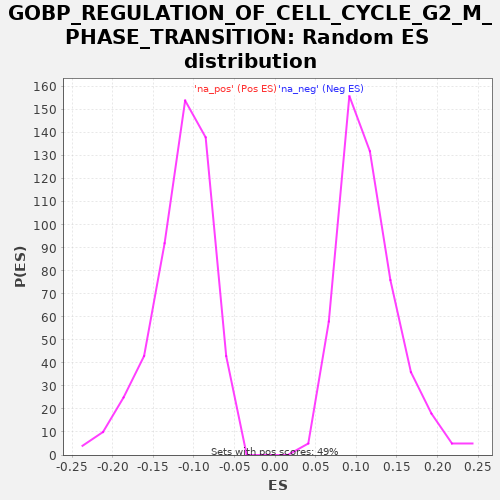 GOBP_REGULATION_OF_CELL_CYCLE_G2_M_
PHASE_TRANSITION: Random ES
distribution
'na_pos' (Pos ES) 'na_neg' (Neg ES)
160
150
140
130
120
110
100
90
80
70
60
50
40
30
20
10
0
P(ES)
Sets with pos scores: 49%
-0.25 -0.20 -0.15 -0.10 -0.05 0.00 0.05 0.10 0.15 0.20 0.25
ES